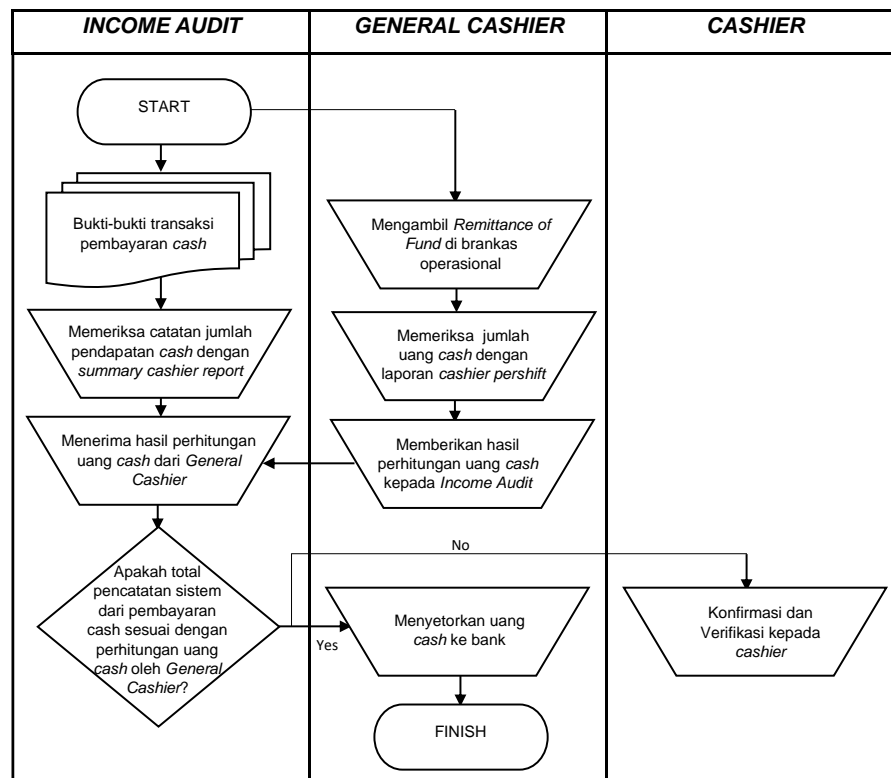 INCOME AUDIT
GENERAL CASHIER
CASHIER
START
Bukti-bukti transaksi
pembayaran cash
Mengambil Remittance of
Fund di brankas
operasional
Memeriksa catatan jumlah
pendapatan cash dengan
summary cashier report
Memeriksa jumlah
uang cash dengan
laporan cashier pershift
Menerima hasil perhitungan
uang cash dari General
Cashier
Memberikan hasil
perhitungan uang cash
kepada Income Audit
Apakah total
pencatatan sistem
dari pembayaran
cash sesuai dengan
perhitungan uang
cash oleh General
Cashier?
No
Yes
Menyetorkan uang
cash ke bank
Konfirmasi dan
Verifikasi kepada
cashier
FINISH